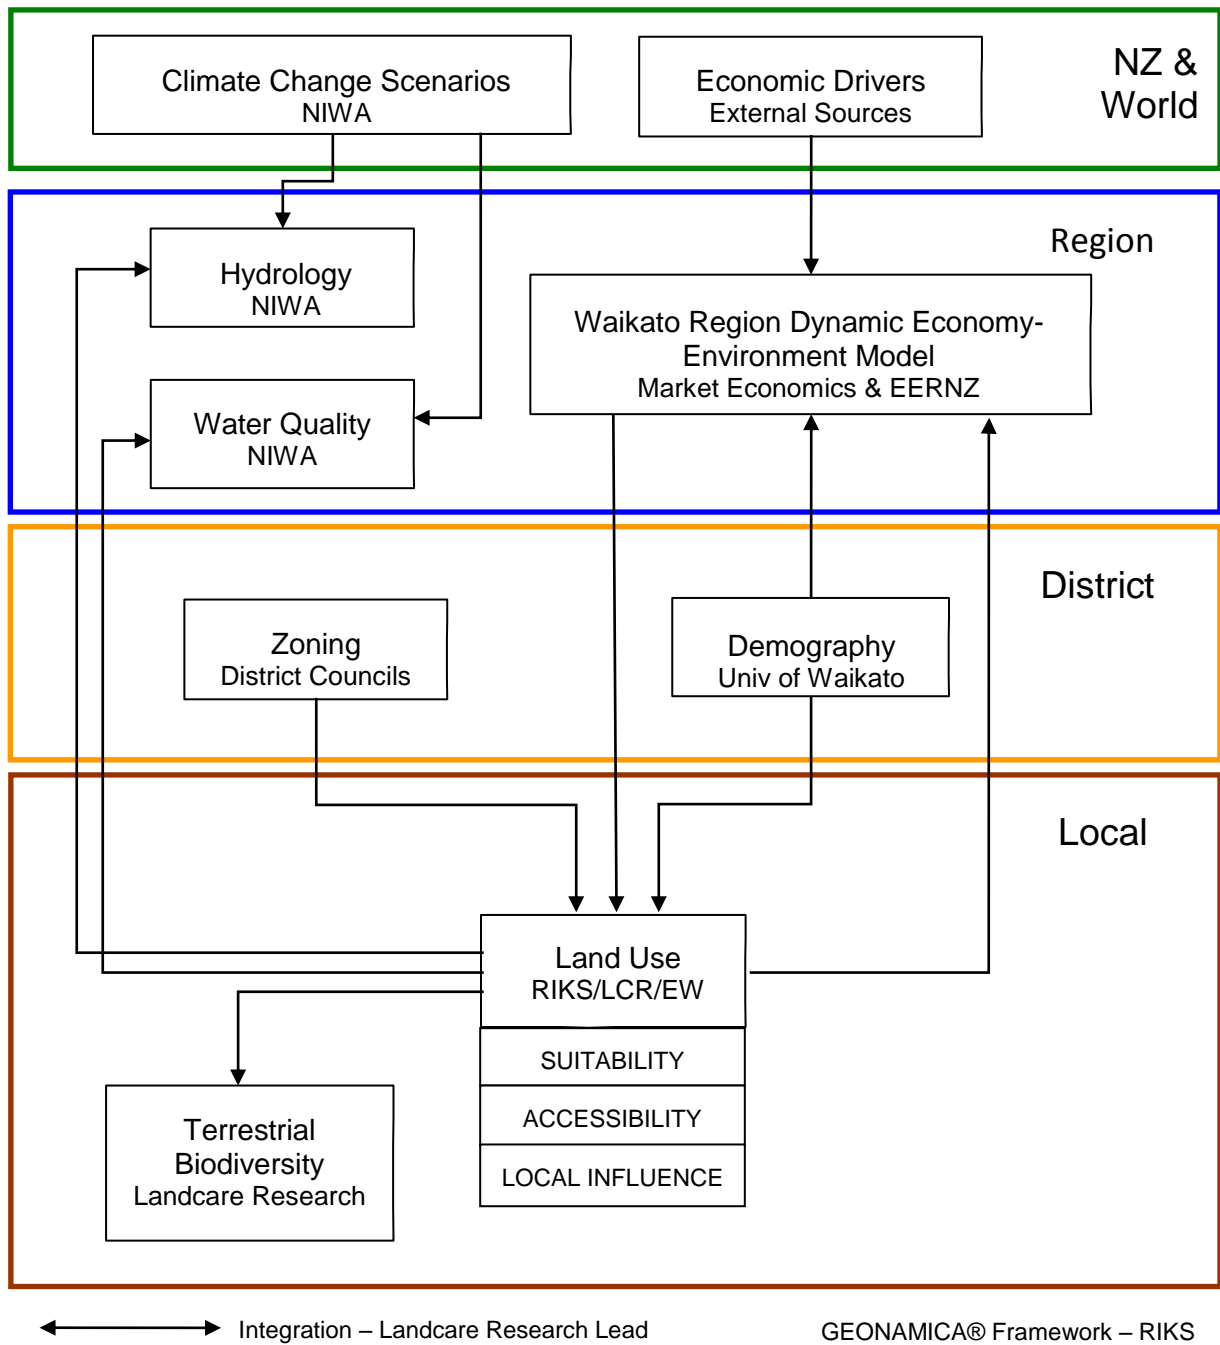 Climate Change Scenarios
NIWA
Economic Drivers
External Sources
NZ &
World
Region
Hydrology
NIWA
Waikato Region Dynamic Economy-
Environment Model
Market Economics & EERNZ
Water Quality
NIWA
District
Zoning
District Councils
Demography
Univ of Waikato
Local
Land Use
RIKS/LCR/EW
SUITABILITY
ACCESSIBILITY
LOCAL INFLUENCE
Terrestrial
Biodiversity
Landcare Research
Integration – Landcare Research Lead
GEONAMICA® Framework – RIKS